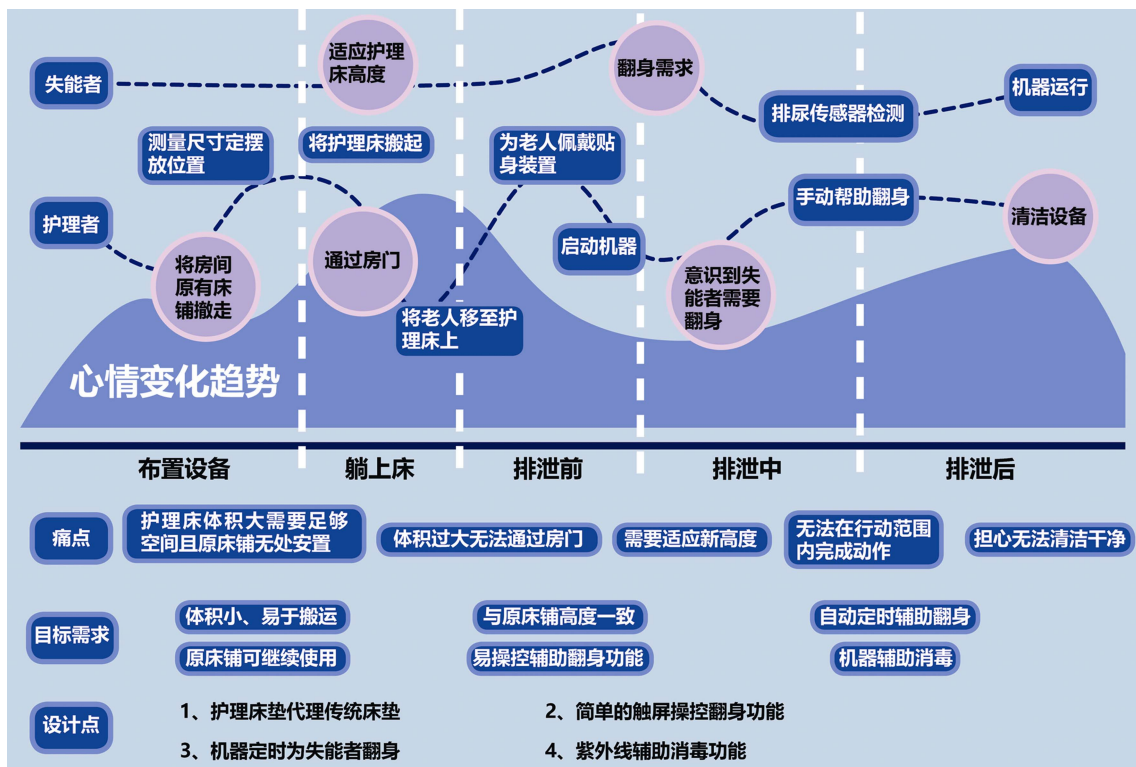 适应护理
床高度
翻身需求
失能者
机器运行
排尿传感器检测
测量尺寸定摆
放位置
将护理床搬起
为老人佩戴贴
身装置
手动帮助翻身
护理者
清洁设备
启动机器
通过房门
将房间
原有床
铺撤走
意识到失
能者需要
翻身
将老人移至护
理床上
心情变化趋势
布置设备
躺上床
排泄前
排泄中
排泄后
痛点
护理床体积大需要足够
空间且原床铺无处安置
体积过大无法通过房门
需要适应新高度
无法在行动范围
内完成动作
担心无法清洁干净
目标需求
体积小、易于搬运
与原床铺高度一致
自动定时辅助翻身
原床铺可继续使用
易操控辅助翻身功能
机器辅助消毒
设计点
1、护理床垫代理传统床垫
2、简单的触屏操控翻身功能
3、机器定时为失能者翻身
4、紫外线辅助消毒功能